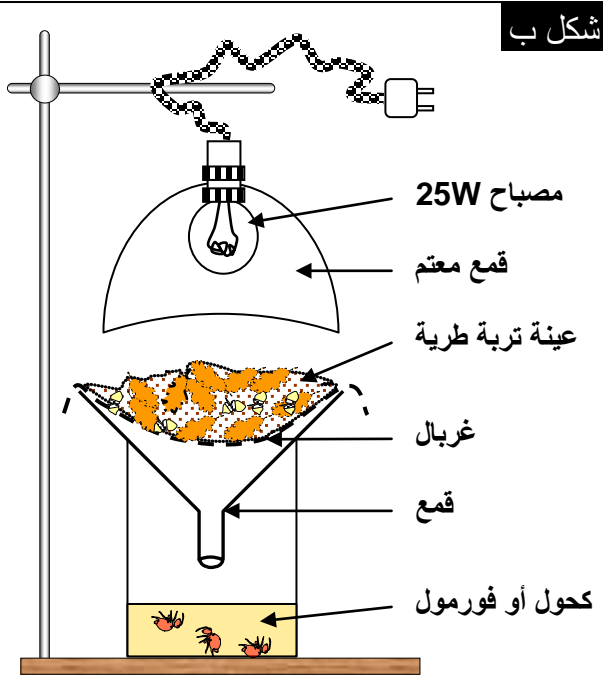 شكل ب
مصباح 25W
قمع معتم
عينة تربة طرية
غربال
قمع
كحول أو فورمول